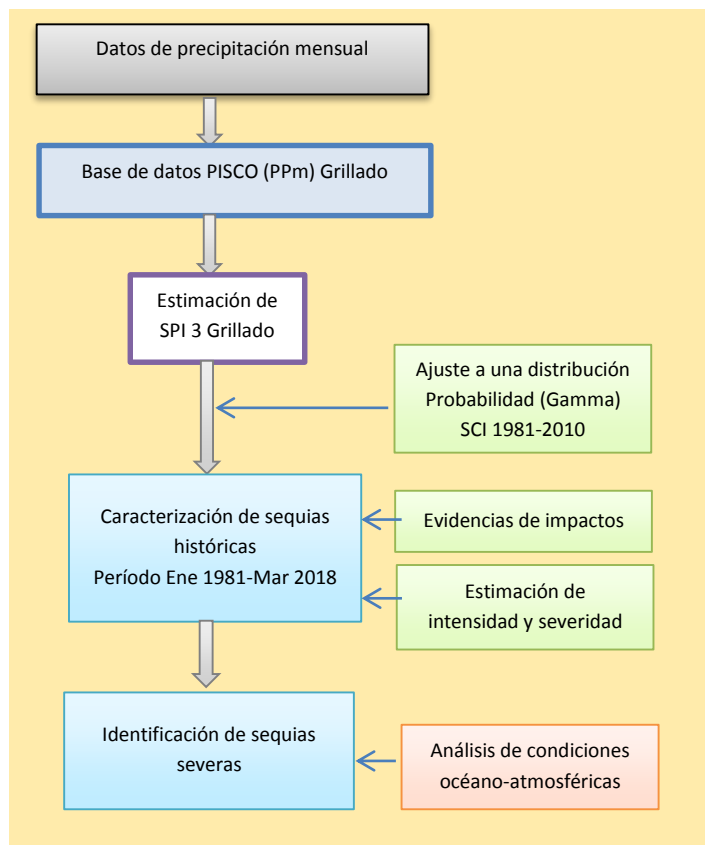 Datos de precipitación mensual
Base de datos PISCO (PPm) Grillado
Estimación de
SPI 3 Grillado
Ajuste a una distribución
Probabilidad (Gamma)
SCI 1981-2010
Caracterización de sequias
históricas
Período Ene 1981-Mar 2018
Evidencias de impactos
Estimación de
intensidad y severidad
Identificación de sequias
severas
Análisis de condiciones
océano-atmosféricas